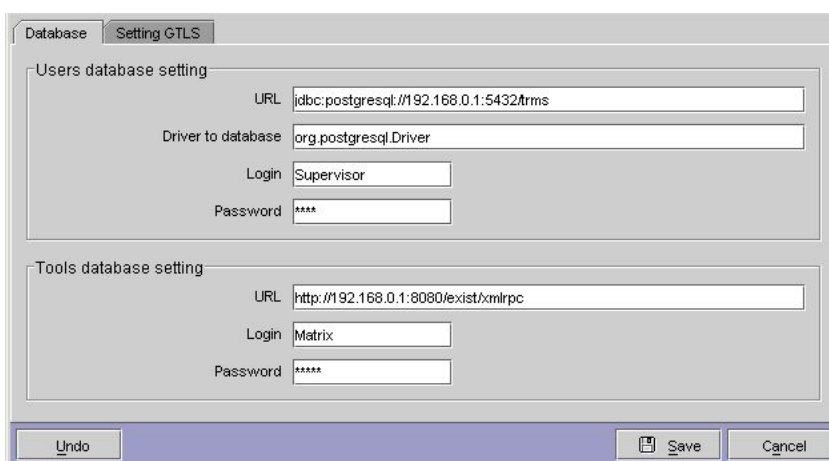 Database Setting GTLS
Users database setting
URL jdbc:postgresql://192.168.0.1:5432/trms
Driver to database org.postgresql.Driver
Login Supervisor
Password ****
Tools database setting
URL http://192.168.0.1:8080/exist/xmlrpc
Login Matrix
Password *****
Undo Save Cancel